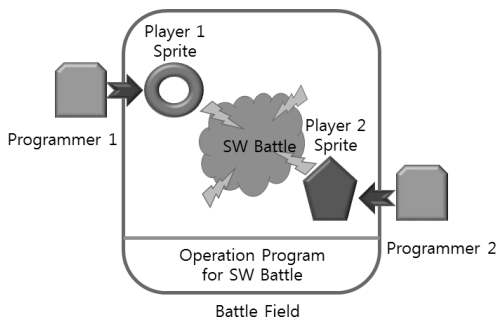 Player 1
Sprite
Programmer 1
SW Battle
Player 2
Sprite
Programmer 2
Operation Program
for SW Battle
Battle Field